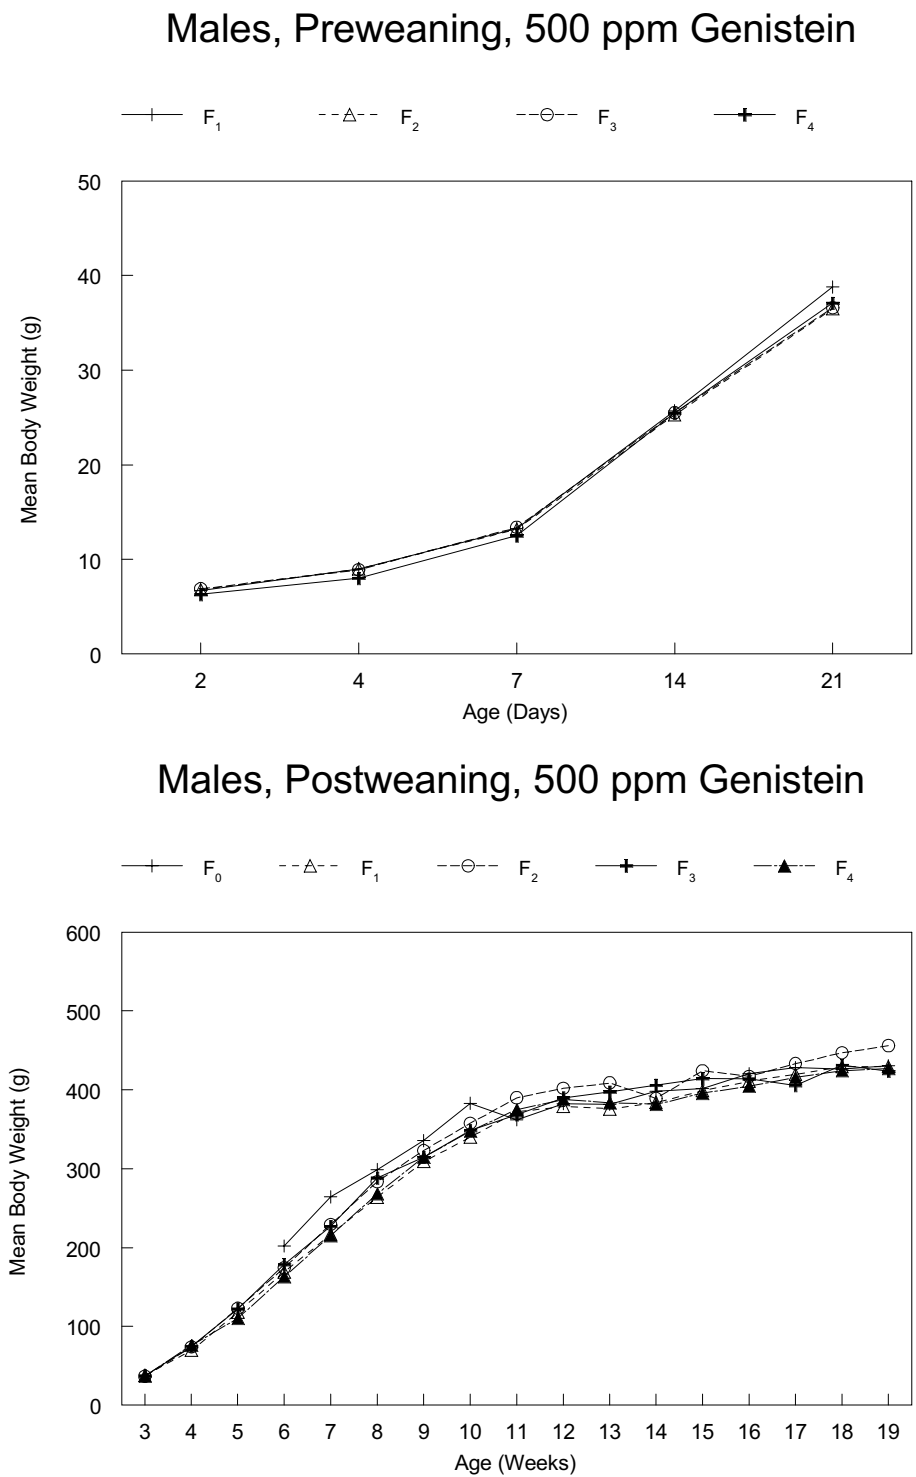 Males, Preweaning, 500 ppm Genistein
F1 F2 F3 F4
50
40
30
20
10
0
Mean Body Weight (g)
2 4 7 14 21
Age (Days)
Males, Postweaning, 500 ppm Genistein
F0 F1 F2 F3 F4
600
500
400
300
200
100
0
Mean Body Weight (g)
3 4 5 6 7 8 9 10 11 12 13 14 15 16 17 18 19
Age (Weeks)